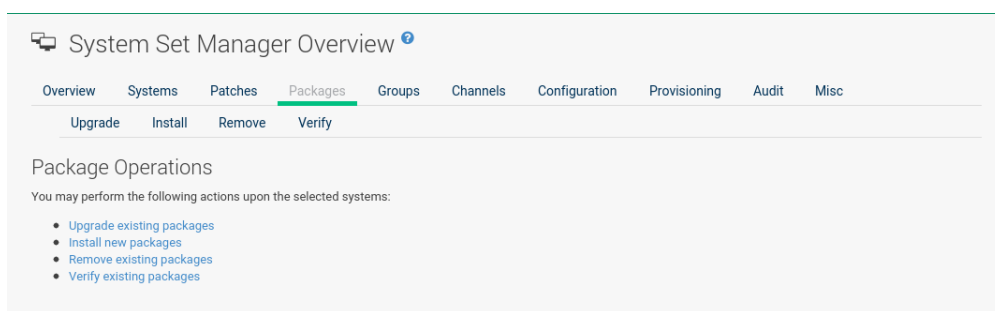 System Set Manager Overview ?
Overview Systems Patches Packages Groups Channels Configuration Provisioning Audit Misc
Upgrade Install Remove Verify
Package Operations
You may perform the following actions upon the selected systems:
• Upgrade existing packages
• Install new packages
• Remove existing packages
• Verify existing packages